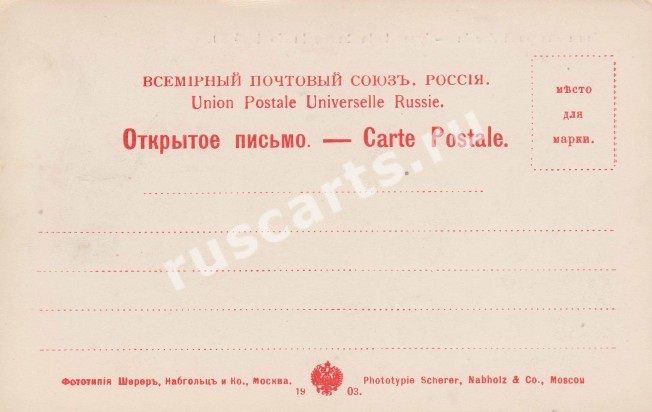 ВСЕМІРНЫЙ ПОЧТОВЫЙ СОЮЗЪ. РОССІЯ.
Union Postale Universelle Russie.
Открытое письмо. — Carte Postale.
мѣсто
для
марки.
ruscarts.ru
Фототипія Шереръ, Набгольцъ и Ко., Москва.
19 03.
Phototypie Scherer, Nabholz & Co., Moscou